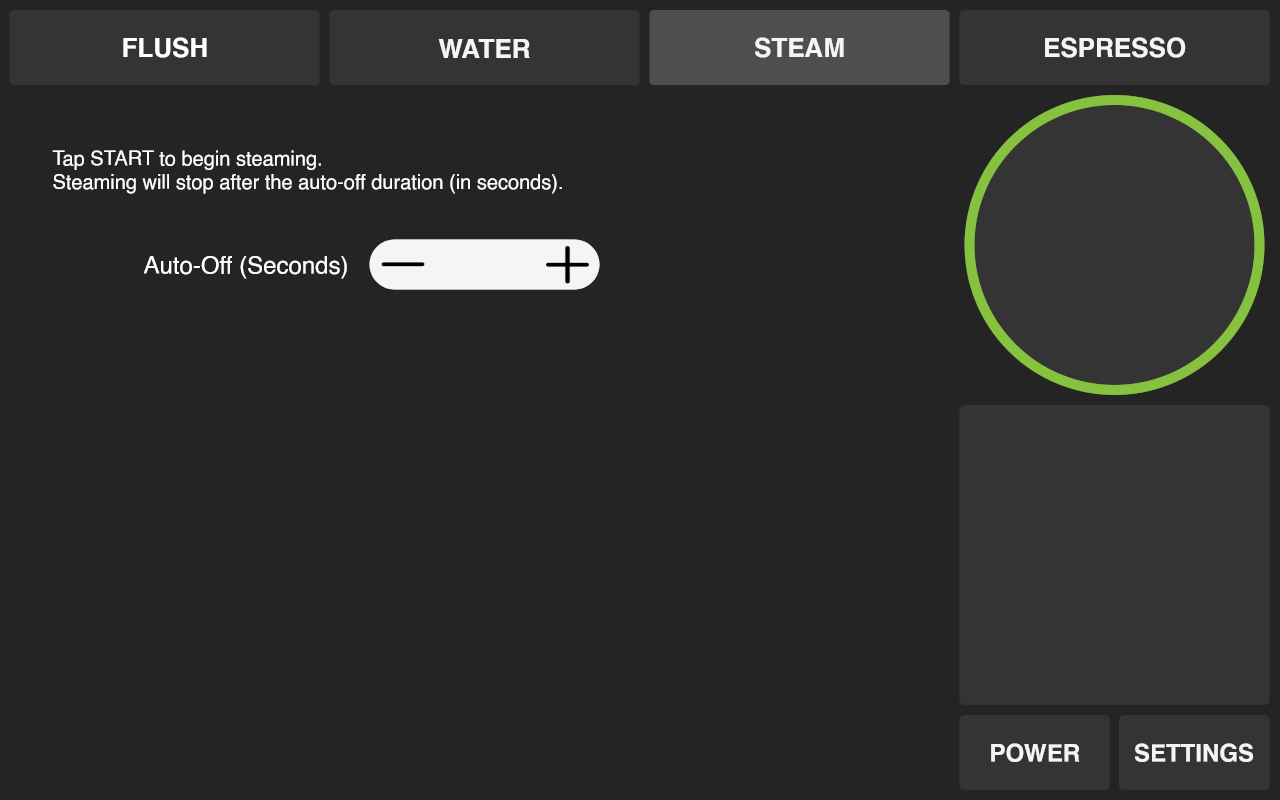 FLUSH
WATER
STEAM
ESPRESSO
Tap START to begin steaming.
Steaming will stop after the auto-off duration (in seconds).
Auto-Off (Seconds)
POWER
SETTINGS